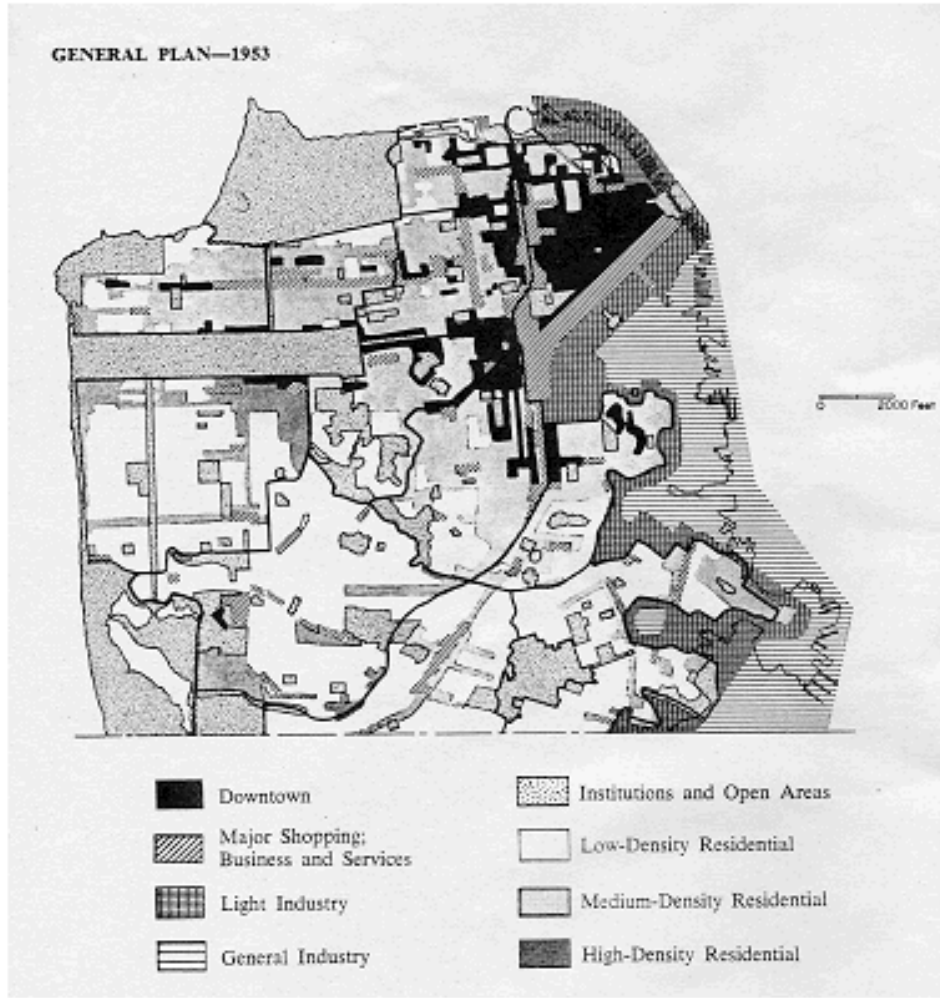 GENERAL PLAN—1953
0 2000 Feet
Downtown
Major Shopping;
Business and Services
Light Industry
General Industry
Institutions and Open Areas
Low-Density Residential
Medium-Density Residential
High-Density Residential